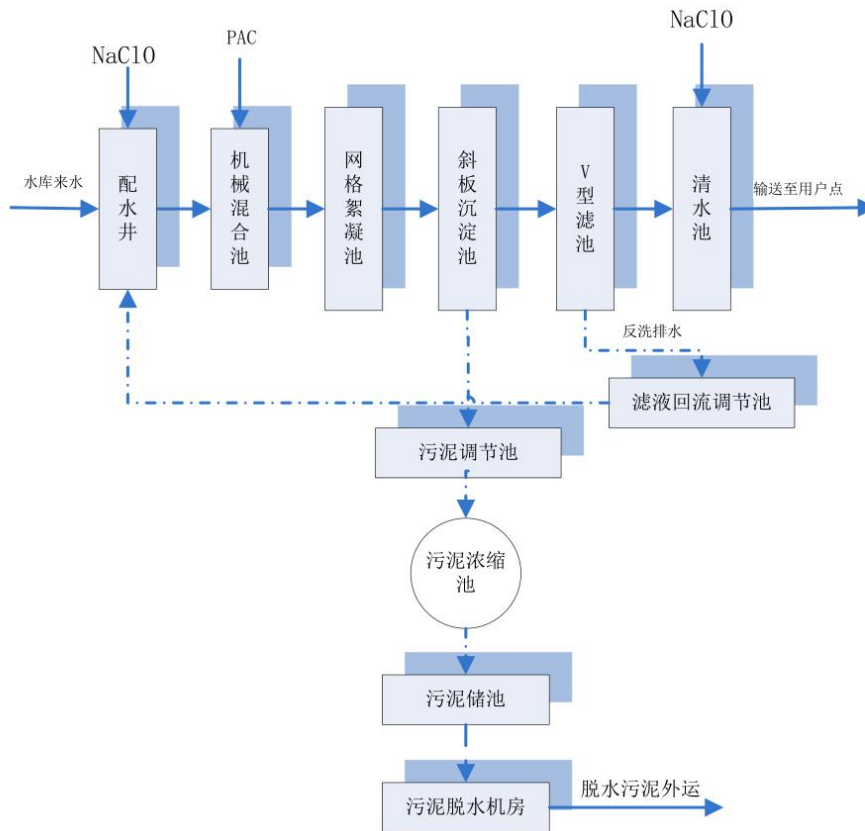 PAC
NaClO
NaClO
水库来水
配水井
机械混合池
网格絮凝池
斜板沉淀池
V型滤池
清水池
输送至用户点
反洗排水
滤液回流调节池
污泥调节池
污泥浓缩
池
污泥储池
污泥脱水机房
脱水污泥外运